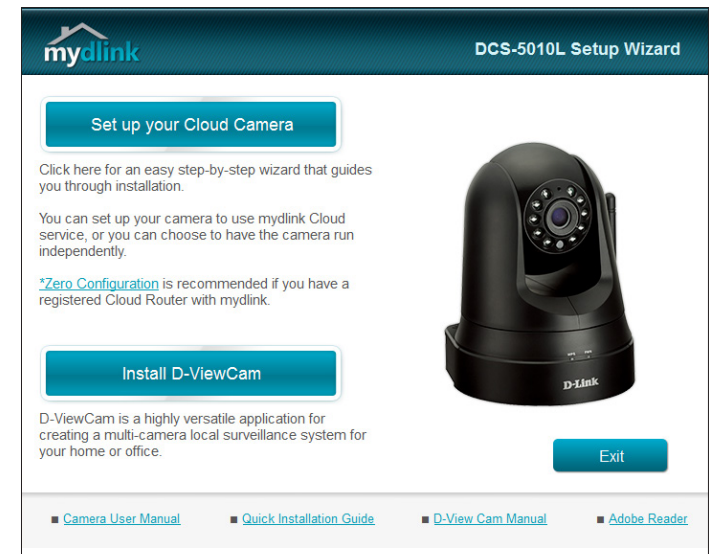 mydlink
DCS-5010L Setup Wizard
Set up your Cloud Camera
Click here for an easy step-by-step wizard that guides
you through installation.
You can set up your camera to use mydlink Cloud
service, or you can choose to have the camera run
independently.
*Zero Configuration is recommended if you have a
registered Cloud Router with mydlink.
Install D-ViewCam
D-ViewCam is a highly versatile application for
creating a multi-camera local surveillance system for
your home or office.
D-Link
Exit
Camera User Manual
Quick Installation Guide
D-View Cam Manual
Adobe Reader